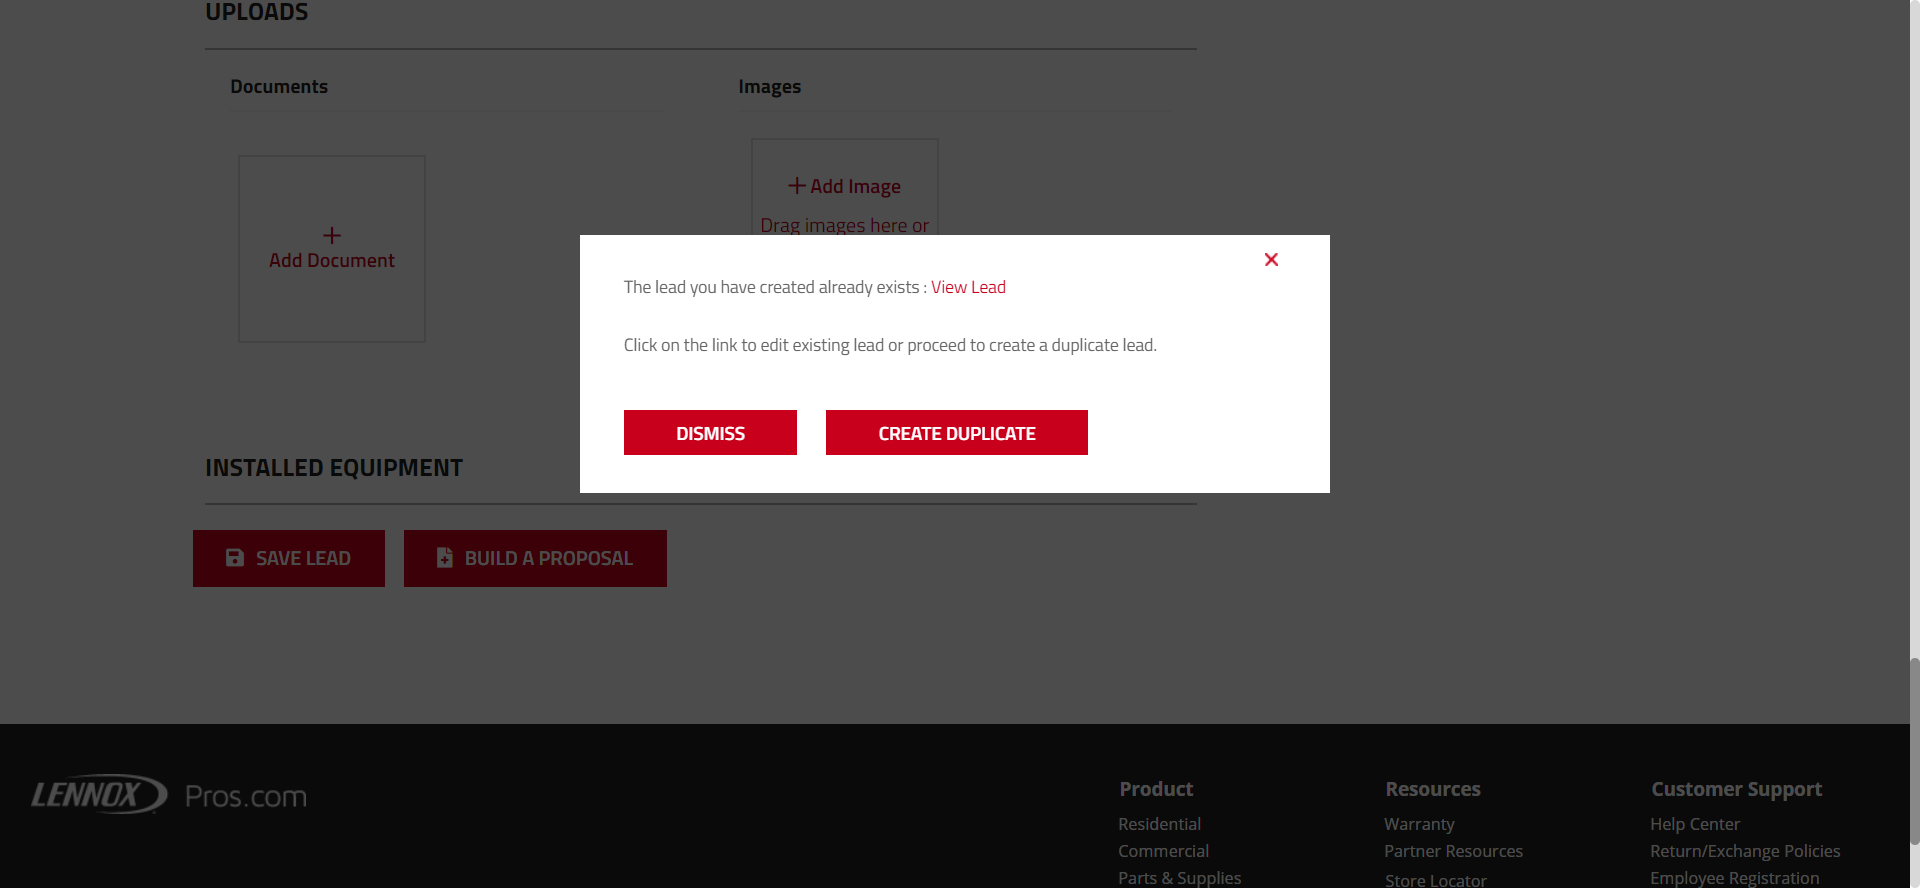 UPLOADS
Documents
Images
Add Document
Add Image
Drag images here or
The lead you have created already exists : View Lead
Click on the link to edit existing lead or proceed to create a duplicate lead.
DISMISS
CREATE DUPLICATE
INSTALLED EQUIPMENT
SAVE LEAD
BUILD A PROPOSAL
LENNOX Pros.com
Product
Residential
Commercial
Parts & Supplies
Resources
Warranty
Partner Resources
Store Locator
Customer Support
Help Center
Return/Exchange Policies
Employee Registration